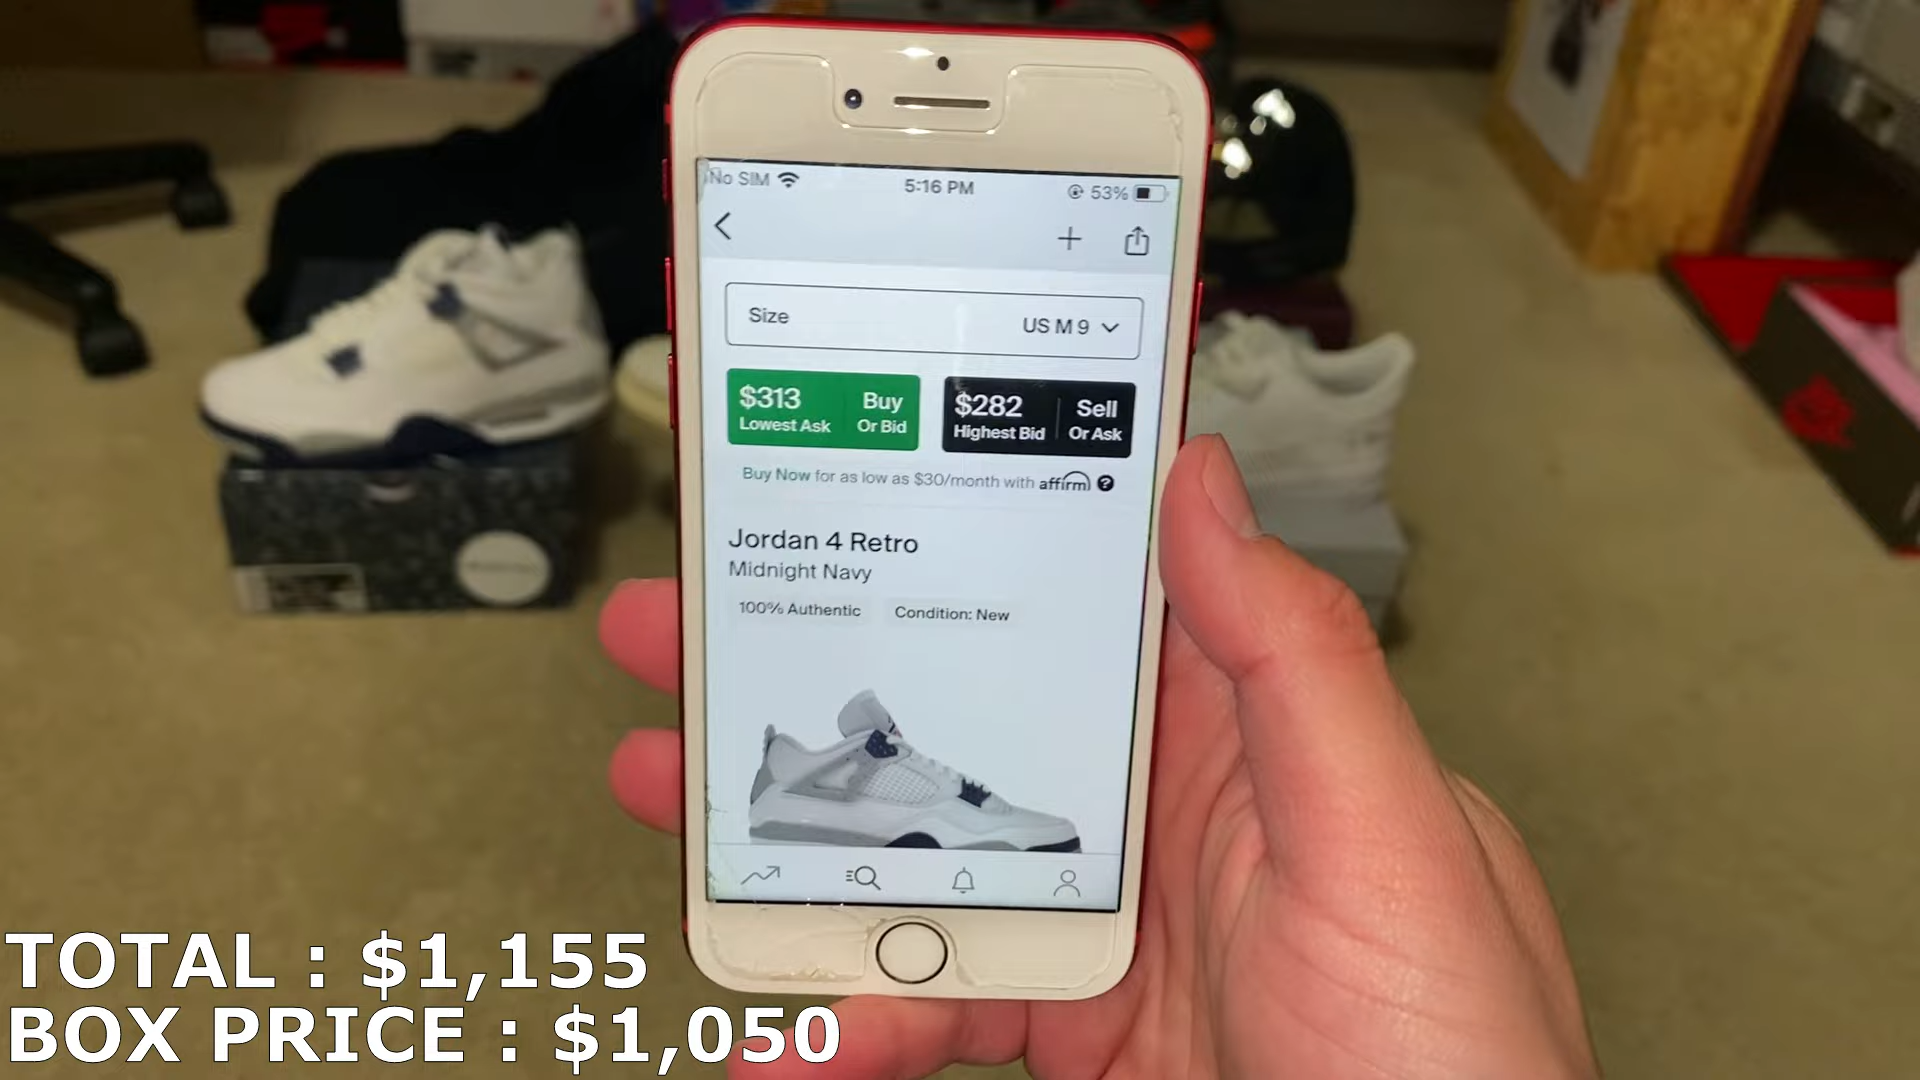 No SIM 5:16 PM 53%
Size US M 9
$313 Buy $282 Sell
Lowest Ask Or Bid Highest Bid Or Ask
Buy Now for as low as $30/month with affirm ?
Jordan 4 Retro
Midnight Navy
100% Authentic Condition: New
TOTAL : $1,155
BOX PRICE : $1,050